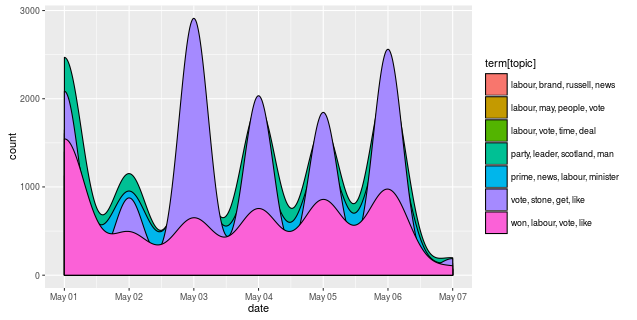 3000
2000
1000
0
count
May 01 May 02 May 03 May 04 May 05 May 06 May 07
date
term[topic]
labour, brand, russell, news
labour, may, people, vote
labour, vote, time, deal
party, leader, scotland, man
prime, news, labour, minister
vote, stone, get, like
won, labour, vote, like